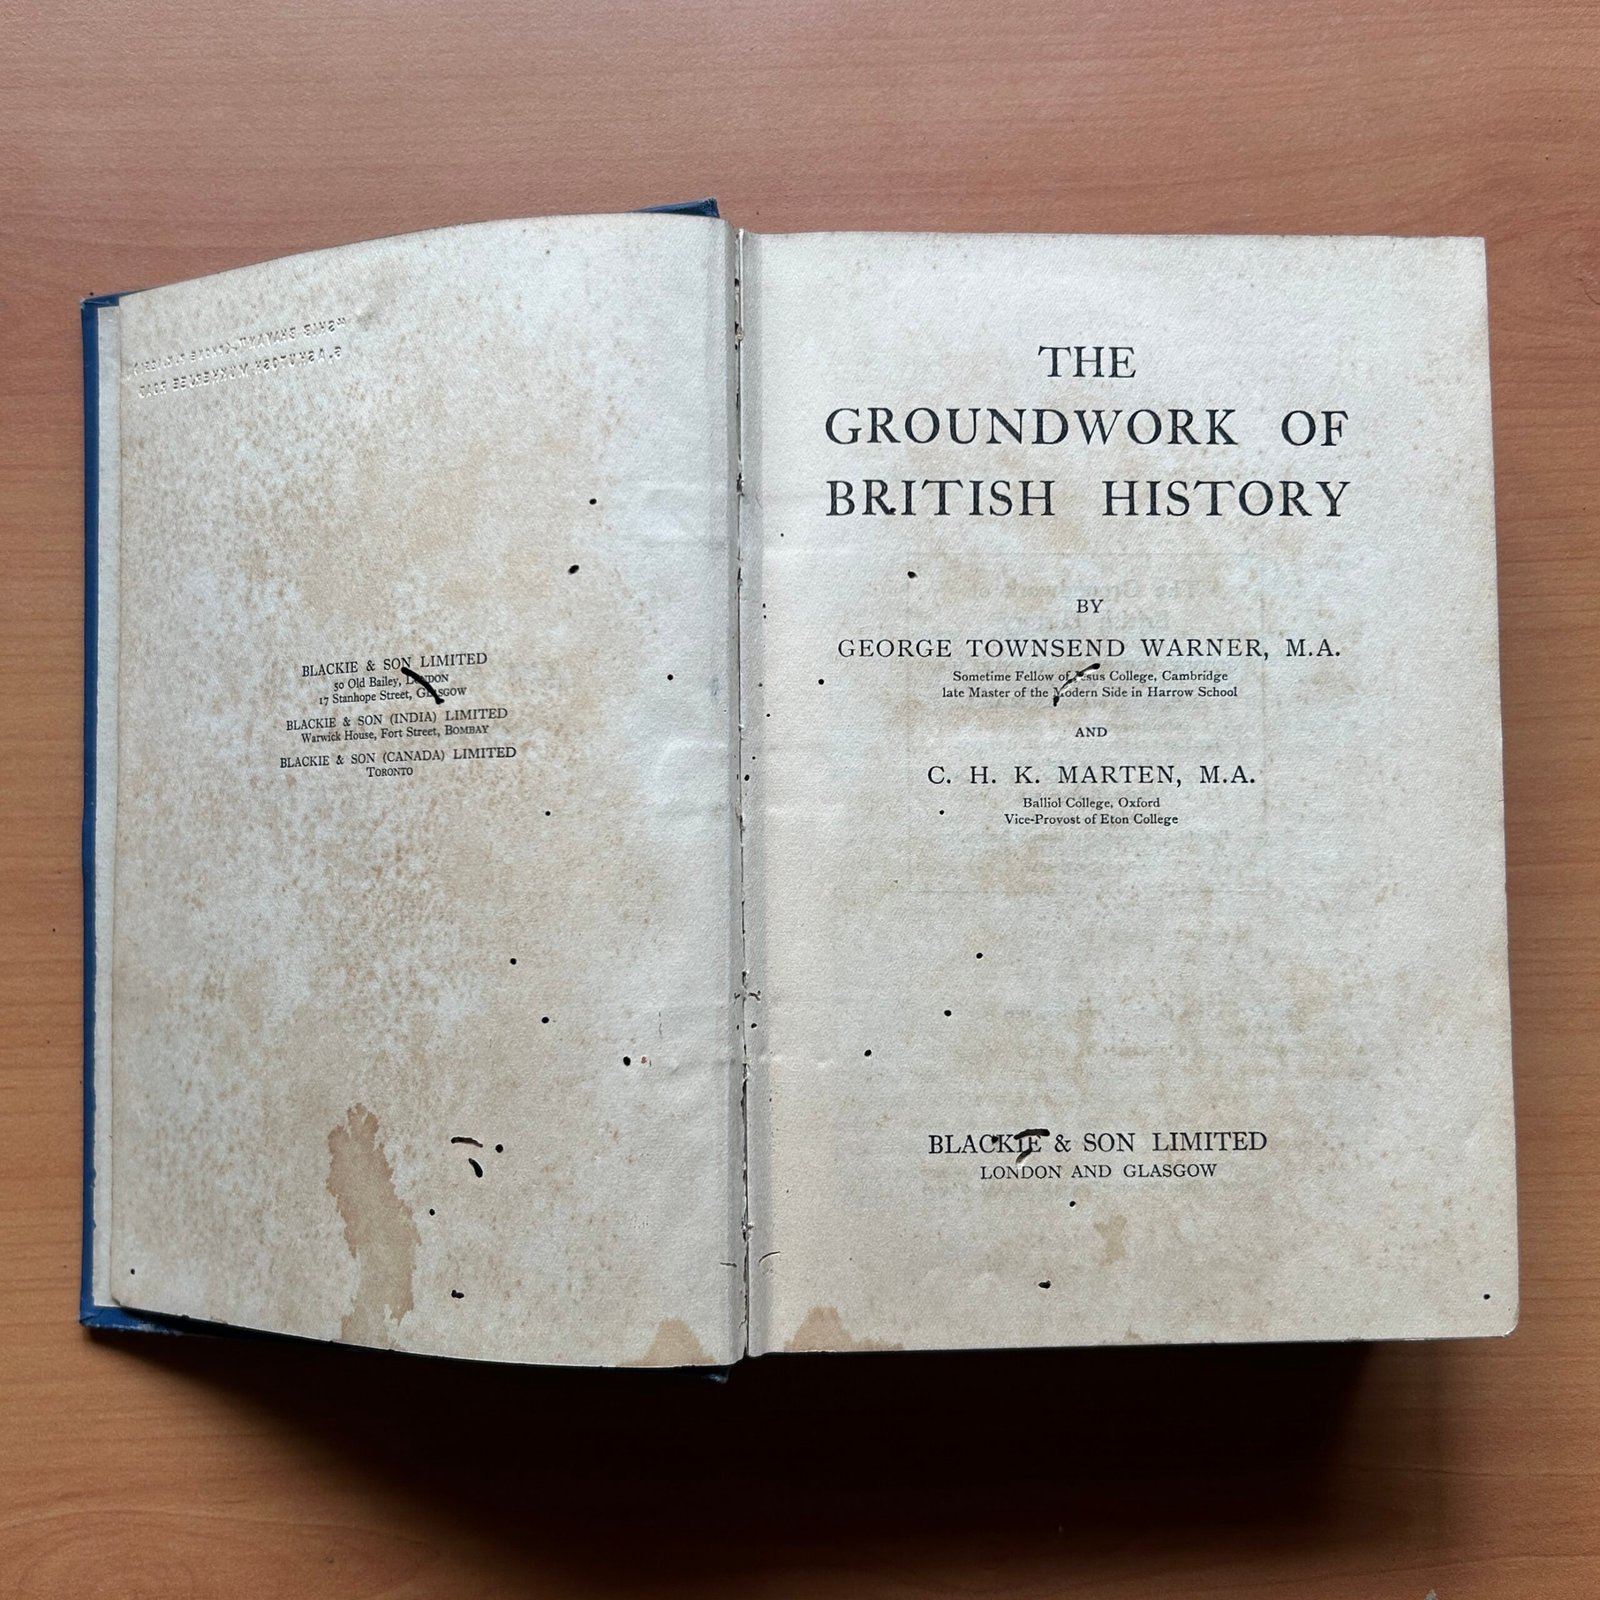 BLACKIE & SON LIMITED
50 Old Bailey, LONDON
17 Stanhope Street, GLASGOW
BLACKIE & SON (INDIA) LIMITED
Warwick House, Fort Street, BOMBAY
BLACKIE & SON (CANADA) LIMITED
TORONTO
THE
GROUNDWORK OF
BRITISH HISTORY
BY
GEORGE TOWNSEND WARNER, M.A.
Sometime Fellow of Jesus College, Cambridge
late Master of the Modern Side in Harrow School
AND
C. H. K. MARTEN, M.A.
Balliol College, Oxford
Vice-Provost of Eton College
BLACKIE & SON LIMITED
LONDON AND GLASGOW